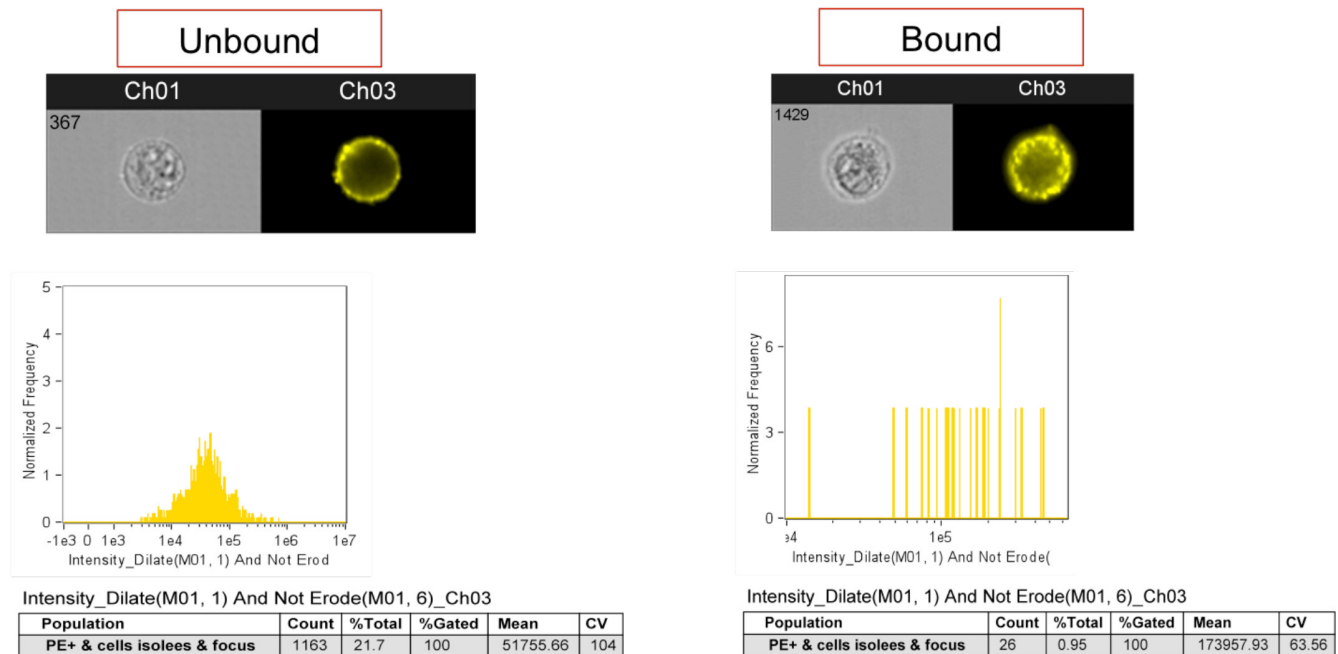 Unbound
Ch01 Ch03
367
5
4
3
2
1
0
Normalized Frequency
-1e3 0 1e3 1e4 1e5 1e6 1e7
Intensity_Dilate(M01, 1) And Not Erod
Intensity_Dilate(M01, 1) And Not Erode(M01, 6)_Ch03
Population Count %Total %Gated Mean CV
PE+ & cells isolees & focus 1163 21.7 100 51755.66 104
Bound
Ch01 Ch03
1429
6
3
0
Normalized Frequency
e4 1e5
Intensity_Dilate(M01, 1) And Not Erode(
Intensity_Dilate(M01, 1) And Not Erode(M01, 6)_Ch03
Population Count %Total %Gated Mean CV
PE+ & cells isolees & focus 26 0.95 100 173957.93 63.56